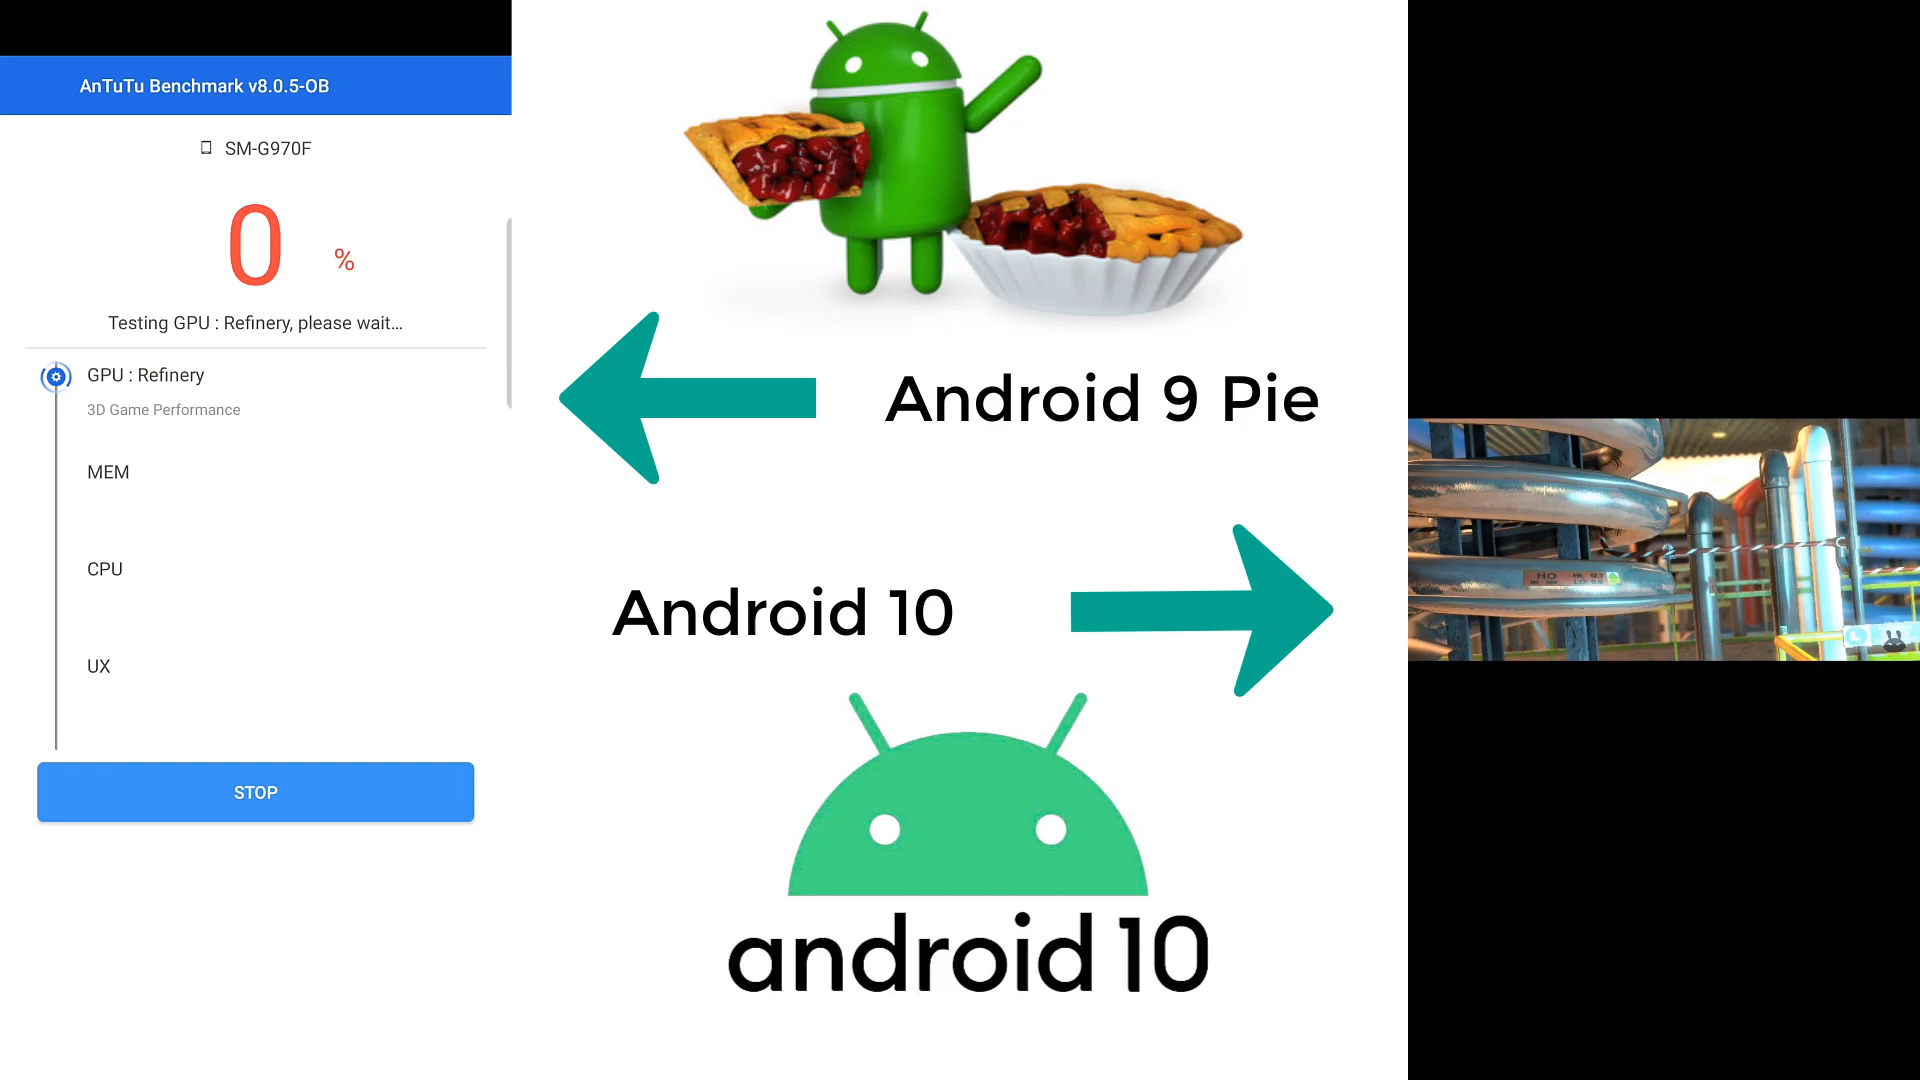 AnTuTu Benchmark v8.0.5-OB
SM-G970F
0 %
Testing GPU : Refinery, please wait...
GPU : Refinery
3D Game Performance
MEM
CPU
UX
STOP
Android 9 Pie
Android 10
android 10
HO